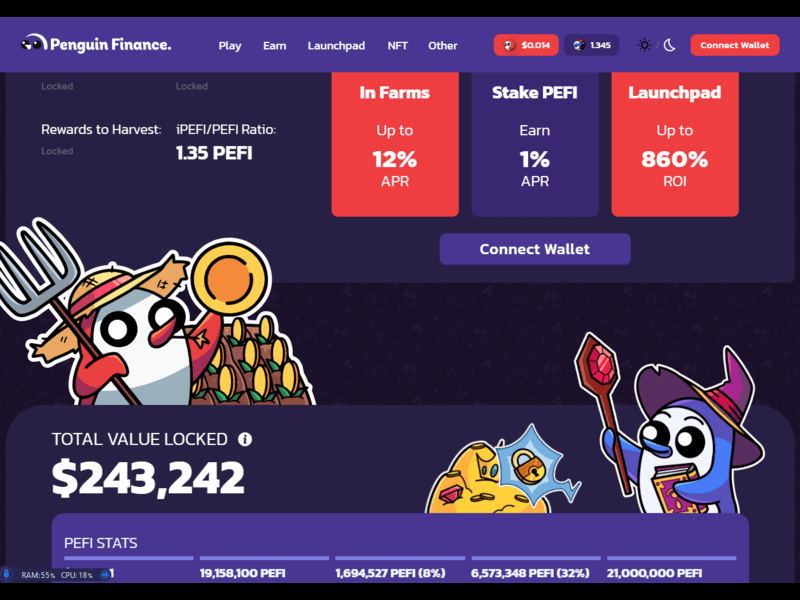 Penguin Finance. Play Earn Launchpad NFT Other $0.014 1.345 Connect Wallet
Locked Locked
Rewards to Harvest: iPEFI/PEFI Ratio:
Locked 1.35 PEFI
In Farms
Up to
12%
APR
Stake PEFI
Earn
1%
APR
Launchpad
Up to
860%
ROI
Connect Wallet
TOTAL VALUE LOCKED
$243,242
PEFI STATS
19,158,100 PEFI 1,694,527 PEFI (8%) 6,573,348 PEFI (32%) 21,000,000 PEFI
RAM:55% CPU:18%